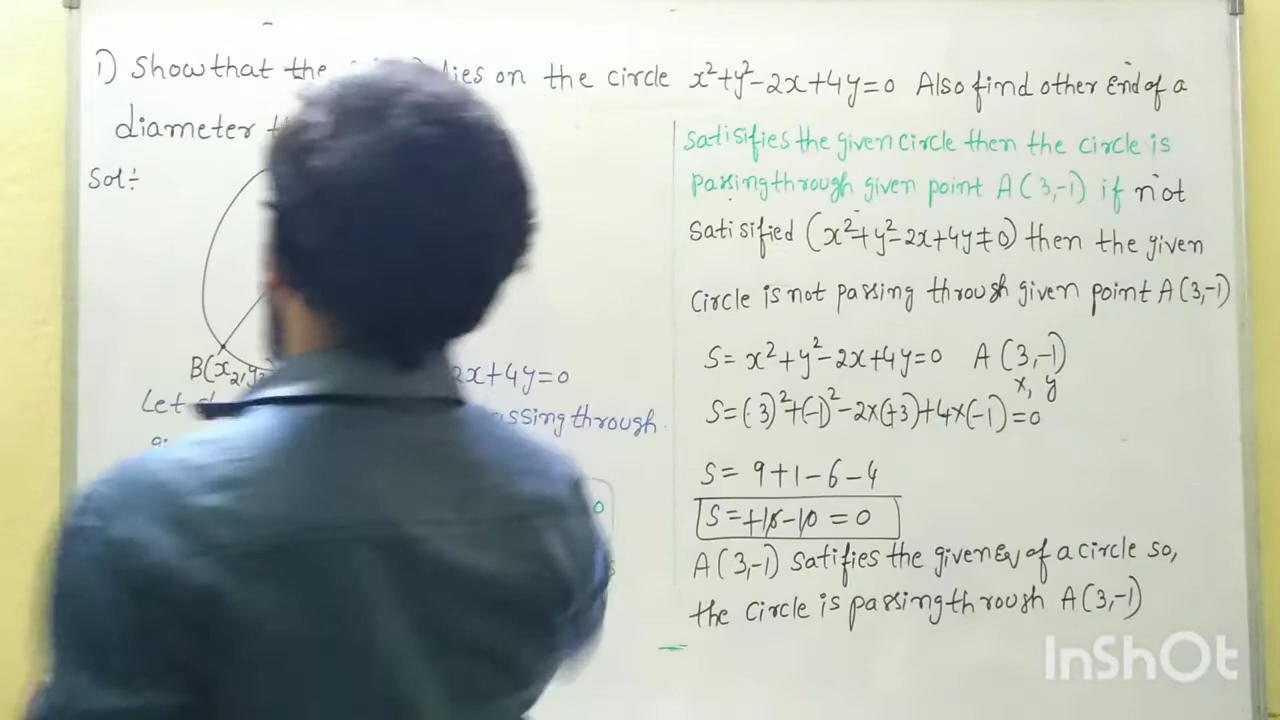 1) Show that the lies on the circle x²+y²-2x+4y=0 Also find other End of a
diameter
Sol:-
B(x₂,y₂)
2x+4y=0
Let
passing through
0
satisifies the given circle then the circle is
passing through given point A(3,-1) if not
satisified (x²+y²-2x+4y≠0) then the given
circle is not passing through given point A(3,-1)
S= x²+y²-2x+4y=0 A(3,-1)
x, y
S=(3)²+(-1)²-2x(+3)+4x(-1)=0
S= 9+1-6-4
S=+10-10=0
A(3,-1) satifies the given Eq of a circle so,
the circle is passing through A(3,-1)
InShOt